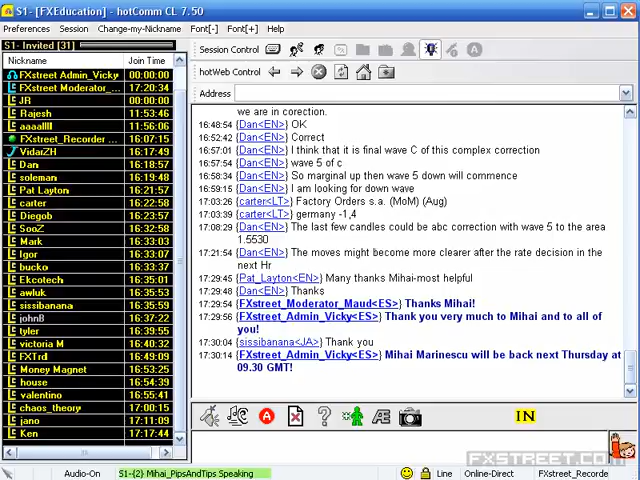 S1- [FXEducation] - hotComm CL 7.50
Preferences Session Change-my-Nickname Font[-] Font[+] Help
S1- Invited [31]
Nickname Join Time
FXstreet Admin_Vicky 00:00:00
FXstreet Moderator_... 17:20:34
JR 00:00:00
Rajesh 11:53:46
aaaallll 11:56:06
FXstreet_Recorder 16:07:15
VidarZH 16:17:49
Dan 16:18:57
soleman 16:19:48
Pat Layton 16:21:57
carter 16:22:58
Diegob 16:27:56
SooZ 16:32:58
Mark 16:33:03
Igor 16:33:07
bucko 16:33:37
Ekcotech 16:35:01
awluk 16:35:53
sissibanana 16:35:59
johnB 16:37:22
tyler 16:39:55
victoria M 16:40:32
FXTrd 16:49:09
Money Magnet 16:53:25
house 16:54:39
valentino 16:55:41
chaos_theory 17:00:15
jano 17:11:09
Ken 17:17:44
Session Control
hotWeb Control
Address
we are in corection.
16:48:54 {Dan<EN>} OK
16:52:42 {Dan<EN>} Correct
16:57:01 {Dan<EN>} I think that it is final wave C of this complex correction
16:57:54 {Dan<EN>} wave 5 of c
16:58:34 {Dan<EN>} So marginal up then wave 5 down will commence
16:59:15 {Dan<EN>} I am looking for down wave
17:03:26 {carter<LT>} Factory Orders s.a. (MoM) (Aug)
17:03:39 {carter<LT>} germany -1,4
17:08:29 {Dan<EN>} The last few candles could be abc correction with wave 5 to the area
1.5530
17:21:54 {Dan<EN>} The moves might become more clearer after the rate decision in the
next Hr
17:29:45 {Pat_Layton<EN>} Many thanks Mihai-most helpful
17:29:48 {Dan<EN>} Thanks
17:29:54 {FXstreet_Moderator_Maud<ES>} Thanks Mihai!
17:29:56 {FXstreet_Admin_Vicky<ES>} Thank you very much to Mihai and to all of
you!
17:30:04 {sissibanana<JA>} Thank you
17:30:14 {FXstreet_Admin_Vicky<ES>} Mihai Marinescu will be back next Thursday at
09.30 GMT!
A Æ IN
FXSTREET.COM
Audio-On S1-{2} Mihai_PipsAndTips Speaking Line Online-Direct FXstreet_Recorde